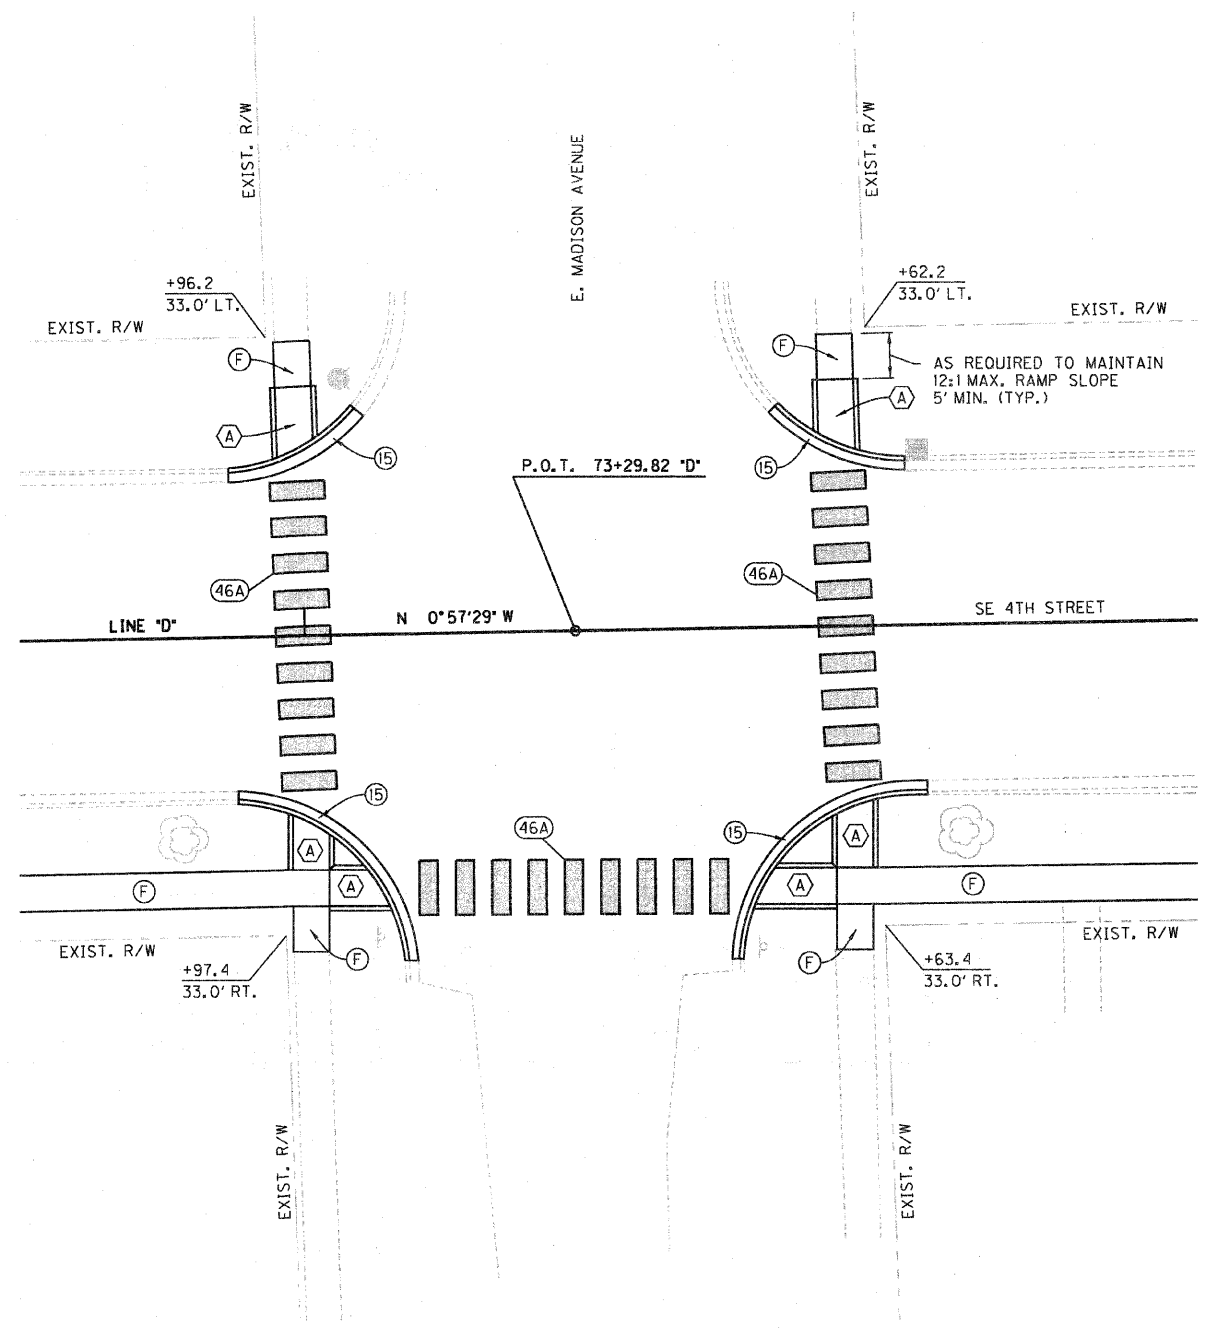 EXIST. R/W
E. MADISON AVENUE
EXIST. R/W
+96.2
33.0' LT.
+62.2
33.0' LT.
EXIST. R/W
EXIST. R/W
F
F
AS REQUIRED TO MAINTAIN
12:1 MAX. RAMP SLOPE
5' MIN. (TYP.)
A
A
15
15
P.O.T. 73+29.82 "D"
46A
46A
LINE "D"
N 0°57'29" W
SE 4TH STREET
15
46A
15
A
A
A
A
F
F
EXIST. R/W
F
F
EXIST. R/W
+97.4
33.0' RT.
+63.4
33.0' RT.
EXIST. R/W
EXIST. R/W